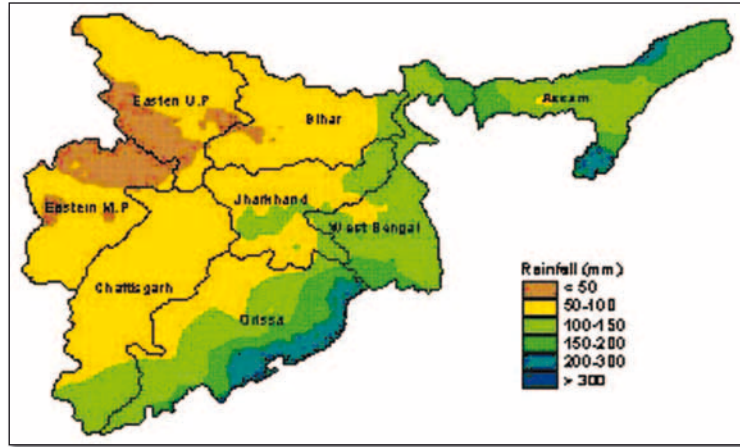 Easten U.P
Bihar
Assam
Eastein M.P
Jharkhand
West Bengal
Chattisgarh
Orissa
Rainfall (mm)
< 50
50-100
100-150
150-200
200-300
> 300